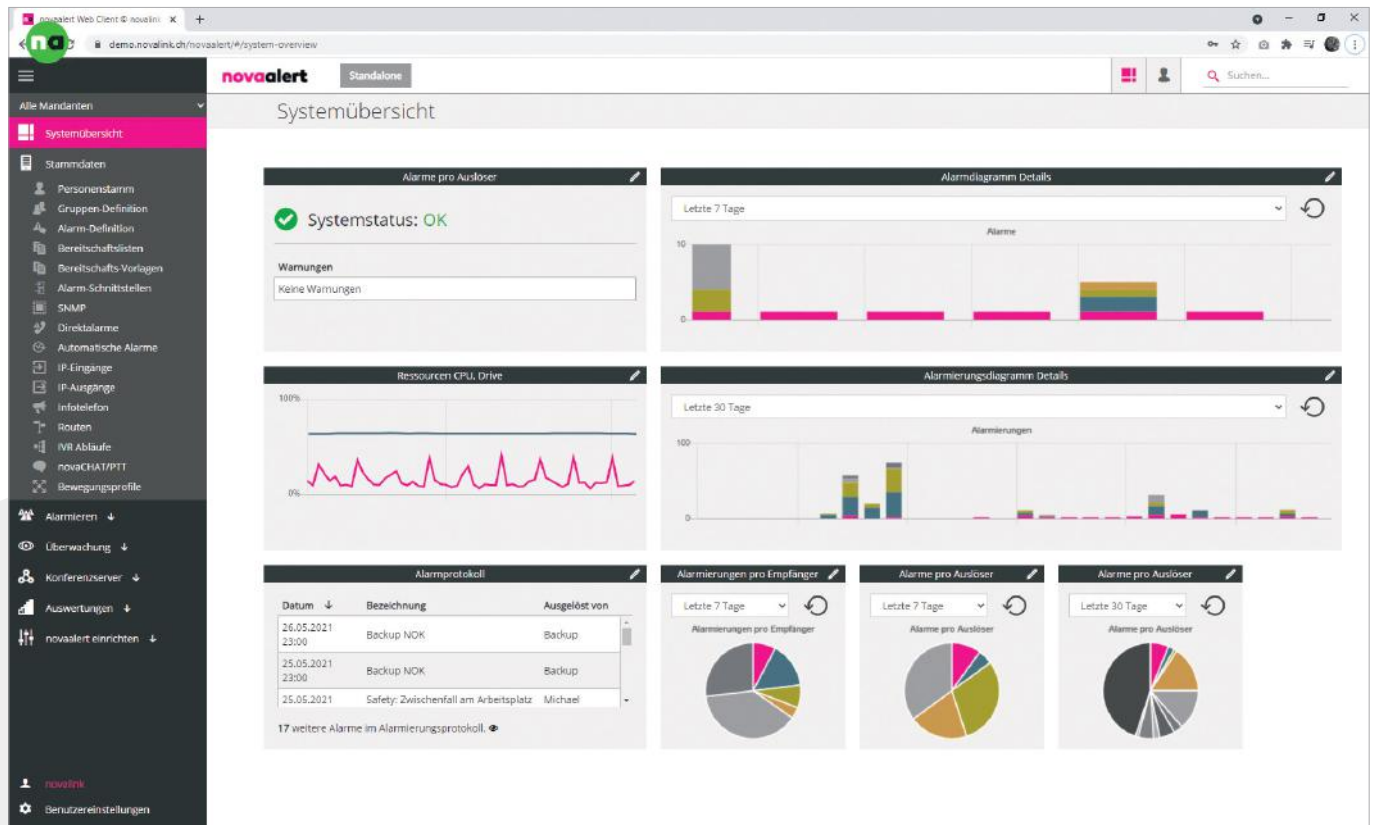 novaalert Web Client © novalink
na
demo.novalink.ch/novaalert/#/system-overview
novaalert
Standalone
Suchen...
Alle Mandanten
Systemübersicht
Systemübersicht
Stammdaten
Personenstamm
Gruppen-Definition
Alarm-Definition
Bereitschaftslisten
Bereitschafts-Vorlagen
Alarm-Schnittstellen
SNMP
Direktalarme
Automatische Alarme
IP-Eingänge
IP-Ausgänge
Infotelefon
Routen
IVR Abläufe
novaCHAT/PTT
Bewegungsprofile
Alarmieren
Überwachung
Konferenzserver
Auswertungen
novaalert einrichten
novalink
Benutzereinstellungen
Alarme pro Auslöser
Systemstatus: OK
Warnungen
Keine Warnungen
Alarmdiagramm Details
Letzte 7 Tage
Alarme
10
0
Ressourcen CPU, Drive
100%
0%
Alarmierungsdiagramm Details
Letzte 30 Tage
Alarmierungen
100
0
Alarmprotokoll
Datum Bezeichnung Ausgelöst von
26.05.2021
23:00
Backup NOK Backup
25.05.2021
23:00
Backup NOK Backup
25.05.2021 Safety: Zwischenfall am Arbeitsplatz Michael
17 weitere Alarme im Alarmierungsprotokoll.
Alarmierungen pro Empfänger
Letzte 7 Tage
Alarmierungen pro Empfänger
Alarme pro Auslöser
Letzte 7 Tage
Alarme pro Auslöser
Alarme pro Auslöser
Letzte 30 Tage
Alarme pro Auslöser